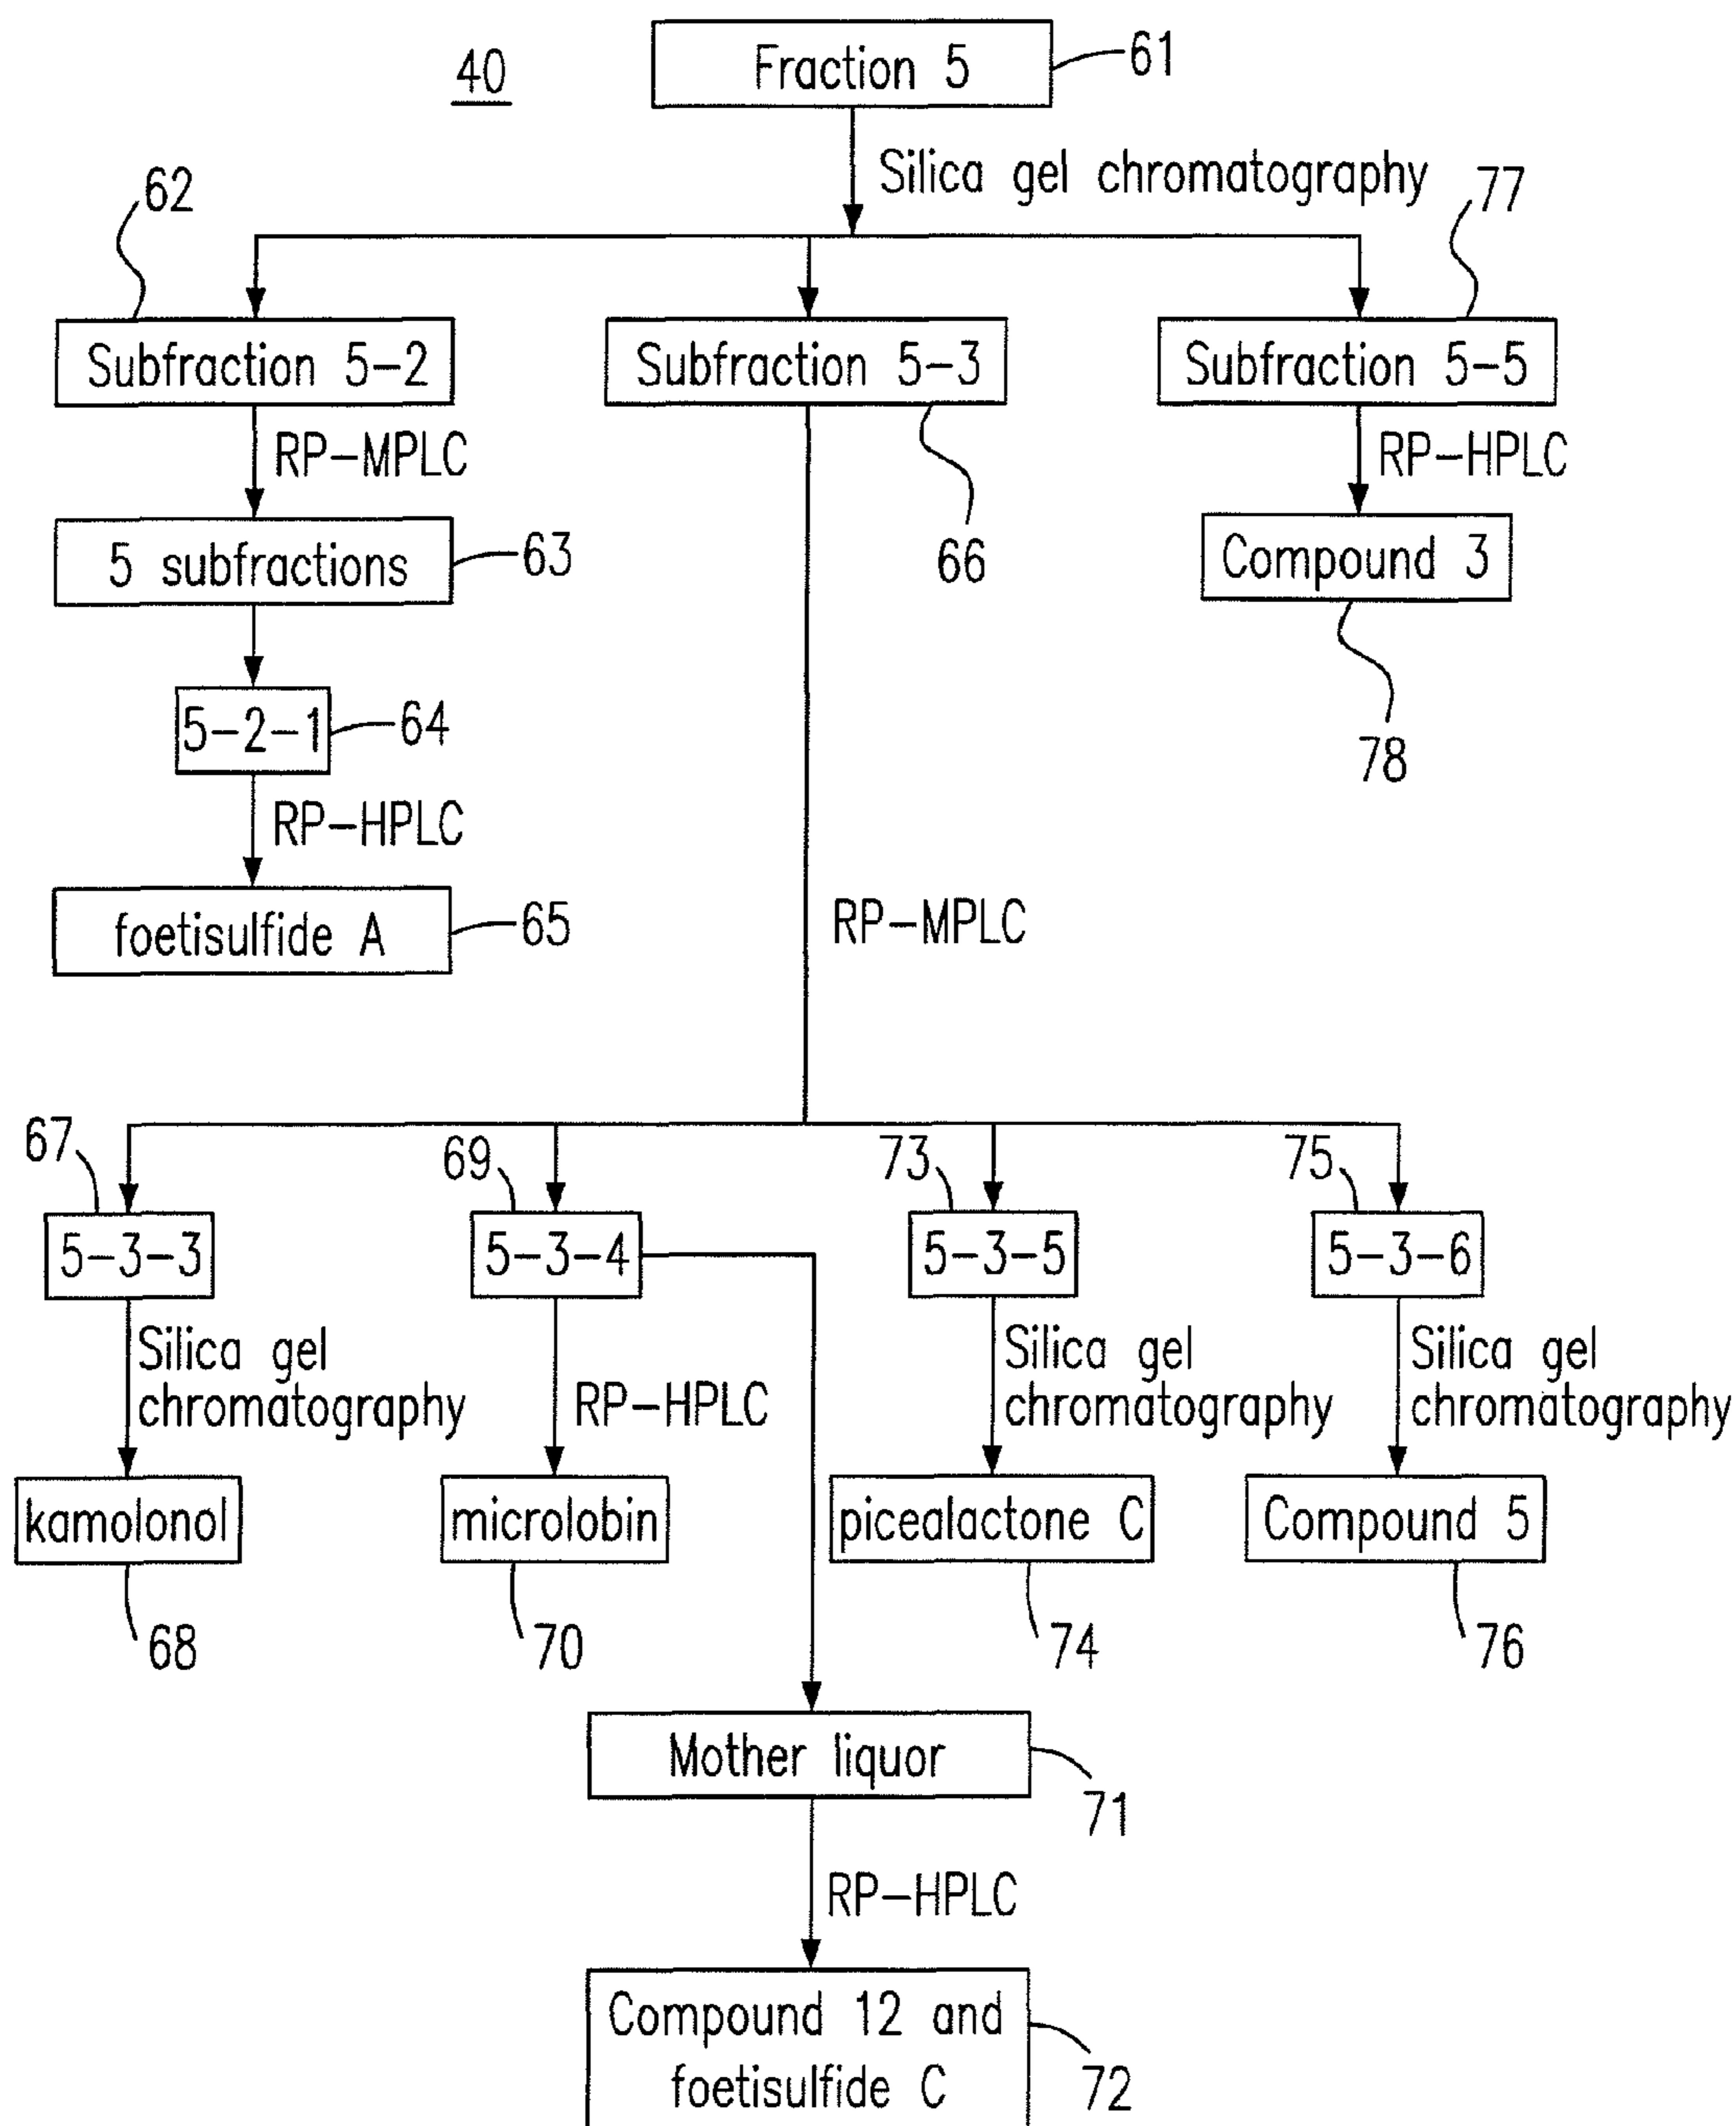 40
Fraction 5
61
Silica gel chromatography
62
77
Subfraction 5-2
Subfraction 5-3
Subfraction 5-5
RP-MPLC
RP-HPLC
5 subfractions
63
66
Compound 3
5-2-1
64
78
RP-HPLC
foetisulfide A
65
RP-MPLC
67
69
73
75
5-3-3
5-3-4
5-3-5
5-3-6
Silica gel
chromatography
RP-HPLC
Silica gel
chromatography
Silica gel
chromatography
kamolonol
microlobin
picealactone C
Compound 5
68
70
74
76
Mother liquor
71
RP-HPLC
Compound 12 and
foetisulfide C
72